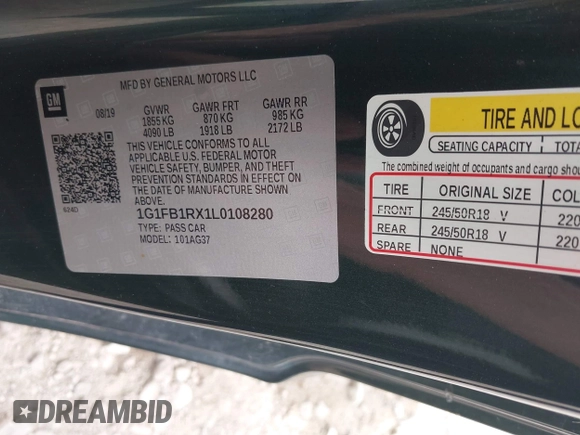 MFD BY GENERAL MOTORS LLC
GM
08/19
GVWR GAWR FRT GAWR RR
1855 KG 870 KG 985 KG
4090 LB 1918 LB 2172 LB
THIS VEHICLE CONFORMS TO ALL
APPLICABLE U.S. FEDERAL MOTOR
VEHICLE SAFETY, BUMPER, AND THEFT
PREVENTION STANDARDS IN EFFECT ON
THE DATE OF MANUFACTURE SHOWN
ABOVE.
1G1FB1RX1L0108280
TYPE: PASS CAR
MODEL: 101AG37
TIRE AND LO
SEATING CAPACITY TOTA
The combined weight of occupants and cargo shou
TIRE ORIGINAL SIZE COL
FRONT 245/50R18 V 220
REAR 245/50R18 V 220
SPARE NONE
DREAMBID